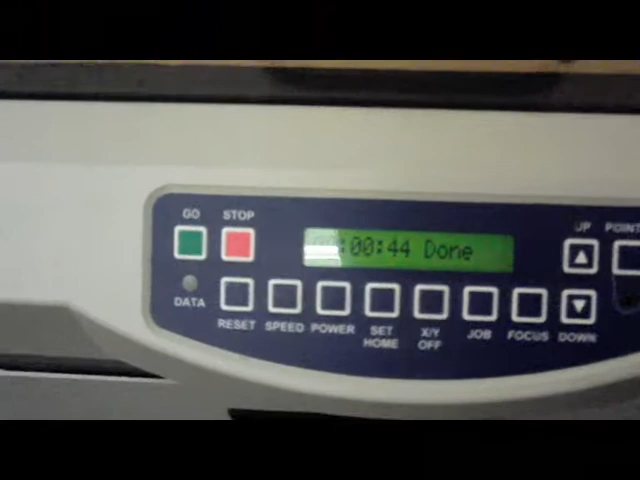 GO STOP
:00:44 Done
UP POINT
DATA
RESET SPEED POWER SET HOME X/Y OFF JOB FOCUS DOWN